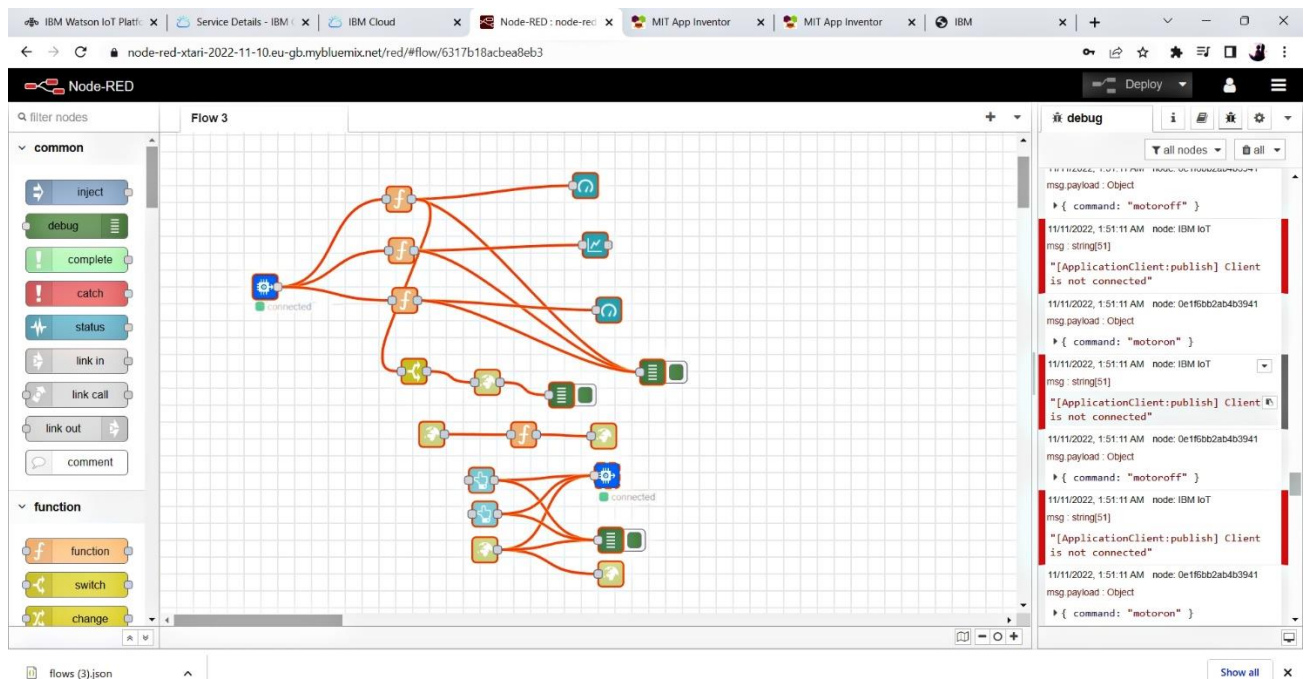 IBM Watson IoT Platfo
Service Details - IBM C
IBM Cloud
Node-RED : node-red
MIT App Inventor
MIT App Inventor
IBM
node-red-xtari-2022-11-10.eu-gb.mybluemix.net/red/#flow/6317b18acbea8eb3
Node-RED
Deploy
filter nodes
Flow 3
debug
i
all nodes
all
common
inject
debug
complete
catch
status
link in
link call
link out
comment
function
function
switch
change
connected
connected
11/11/2022, 1:51:11 AM node: 0e1f6bb2ab4b3941
msg.payload : Object
{ command: "motoroff" }
11/11/2022, 1:51:11 AM node: IBM IoT
msg : string[51]
"[ApplicationClient:publish] Client
is not connected"
11/11/2022, 1:51:11 AM node: 0e1f6bb2ab4b3941
msg.payload : Object
{ command: "motoron" }
11/11/2022, 1:51:11 AM node: IBM IoT
msg : string[51]
"[ApplicationClient:publish] Client
is not connected"
11/11/2022, 1:51:11 AM node: 0e1f6bb2ab4b3941
msg.payload : Object
{ command: "motoroff" }
11/11/2022, 1:51:11 AM node: IBM IoT
msg : string[51]
"[ApplicationClient:publish] Client
is not connected"
11/11/2022, 1:51:11 AM node: 0e1f6bb2ab4b3941
msg.payload : Object
{ command: "motoron" }
flows (3).json
Show all